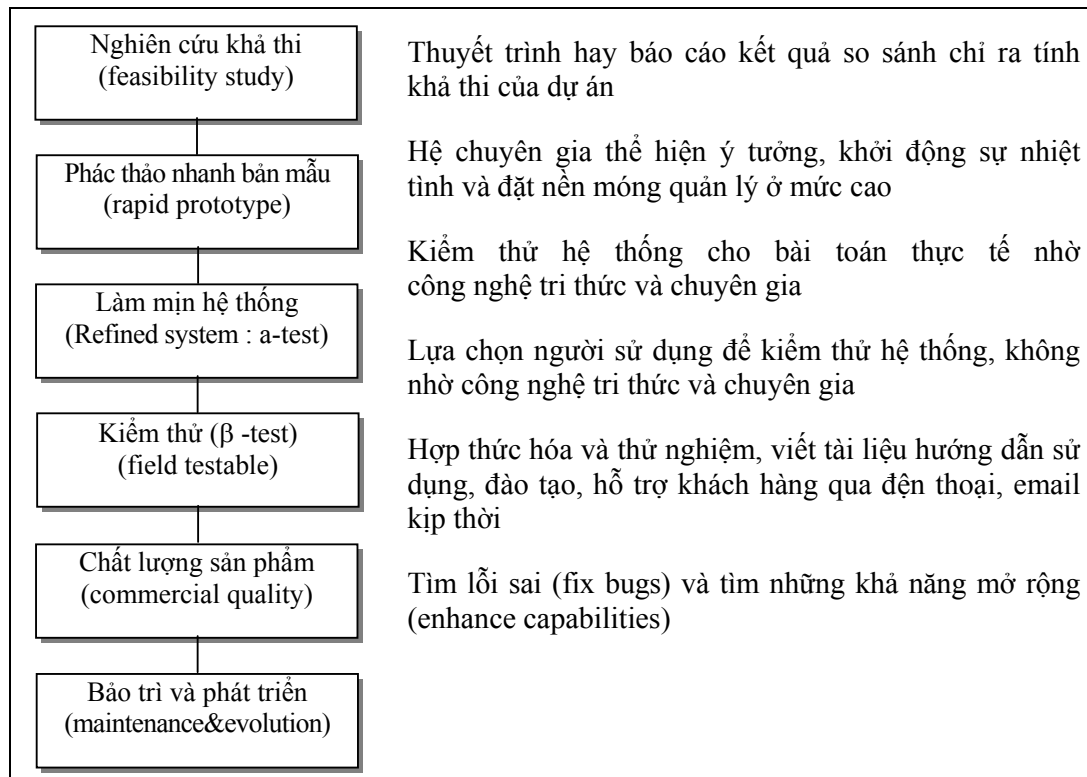 Nghiên cứu khả thi
(feasibility study)
Thuyết trình hay báo cáo kết quả so sánh chỉ ra tính
khả thi của dự án
Phác thảo nhanh bản mẫu
(rapid prototype)
Hệ chuyên gia thể hiện ý tưởng, khởi động sự nhiệt
tình và đặt nền móng quản lý ở mức cao
Làm mịn hệ thống
(Refined system : a-test)
Kiểm thử hệ thống cho bài toán thực tế nhờ
công nghệ tri thức và chuyên gia
Kiểm thử (β -test)
(field testable)
Lựa chọn người sử dụng để kiểm thử hệ thống, không
nhờ công nghệ tri thức và chuyên gia
Chất lượng sản phẩm
(commercial quality)
Hợp thức hóa và thử nghiệm, viết tài liệu hướng dẫn sử
dụng, đào tạo, hỗ trợ khách hàng qua đện thoại, email
kịp thời
Bảo trì và phát triển
(maintenance&evolution)
Tìm lỗi sai (fix bugs) và tìm những khả năng mở rộng
(enhance capabilities)